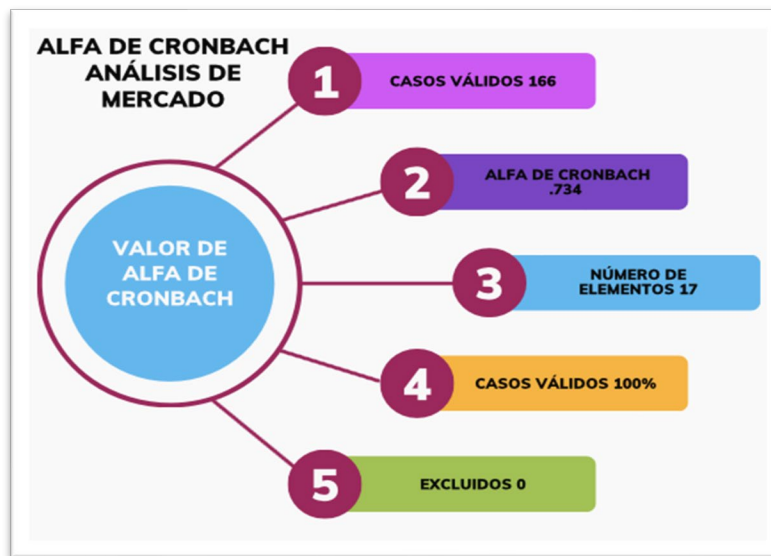 ALFA DE CRONBACH
ANÁLISIS DE
MERCADO
1
CASOS VÁLIDOS 166
2
ALFA DE CRONBACH
.734
VALOR DE
ALFA DE
CRONBACH
3
NÚMERO DE
ELEMENTOS 17
4
CASOS VÁLIDOS 100%
5
EXCLUIDOS 0